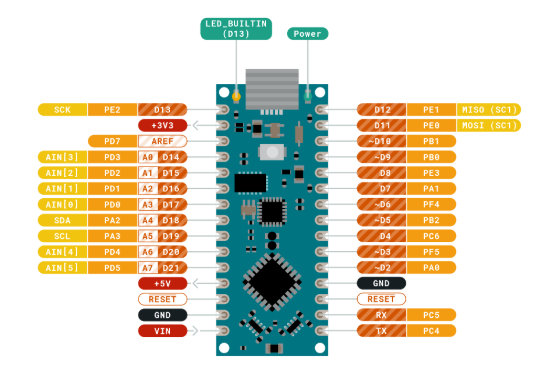 LED_BUILTIN
(D13)
Power
SCK PE2 D13
+3V3
PD7 AREF
AIN[3] PD3 A0 D14
AIN[2] PD2 A1 D15
AIN[1] PD1 A2 D16
AIN[0] PD0 A3 D17
SDA PA2 A4 D18
SCL PA3 A5 D19
AIN[4] PD4 A6 D20
AIN[5] PD5 A7 D21
+5V
RESET
GND
VIN
D12 PE1 MISO (SC1)
D11 PE0 MOSI (SC1)
~D10 PB1
~D9 PB0
D8 PE3
D7 PA1
~D6 PF4
~D5 PB2
D4 PC6
~D3 PF5
~D2 PA0
GND
RESET
RX PC5
TX PC4